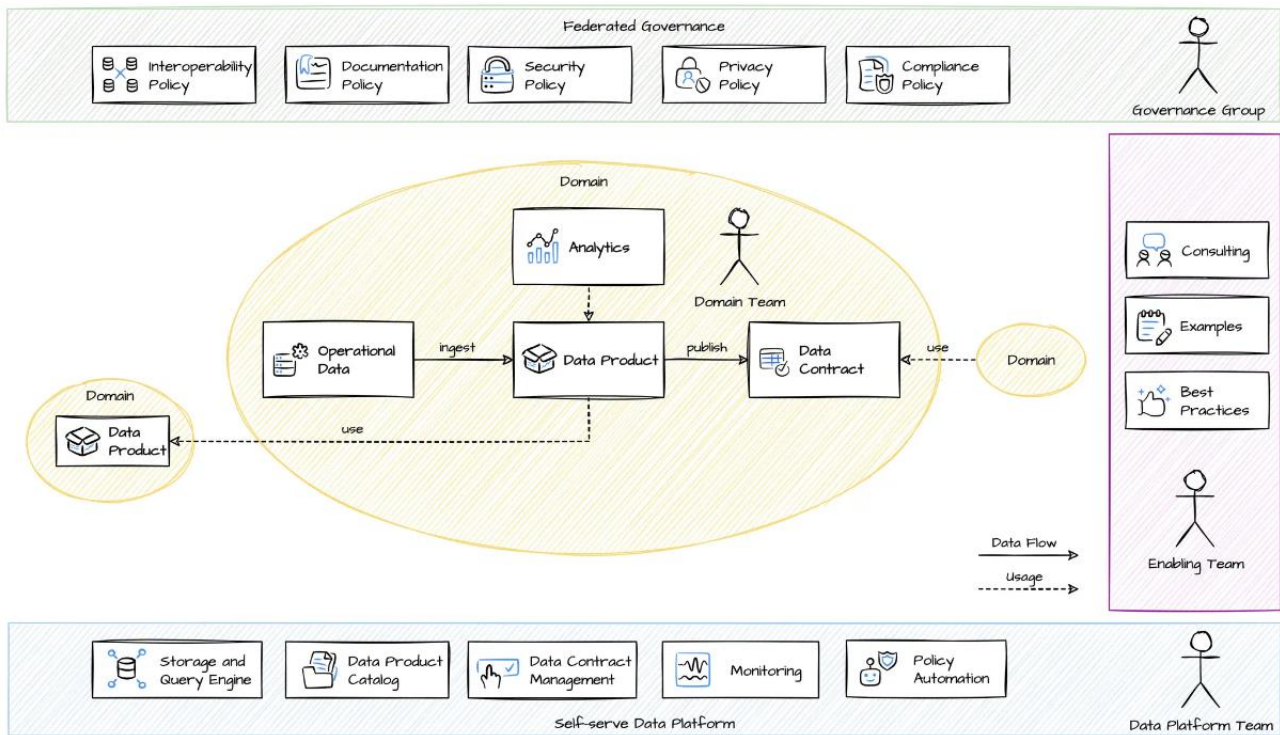 Federated Governance
Interoperability
Policy
Documentation
Policy
Security
Policy
Privacy
Policy
Compliance
Policy
Governance Group
Domain
Analytics
Domain Team
Operational
Data
ingest
Data Product
publish
Data
Contract
use
Domain
Domain
Data
Product
use
Consulting
Examples
Best
Practices
Enabling Team
Data Flow
Usage
Storage and
Query Engine
Data Product
Catalog
Data Contract
Management
Monitoring
Policy
Automation
Self-serve Data Platform
Data Platform Team